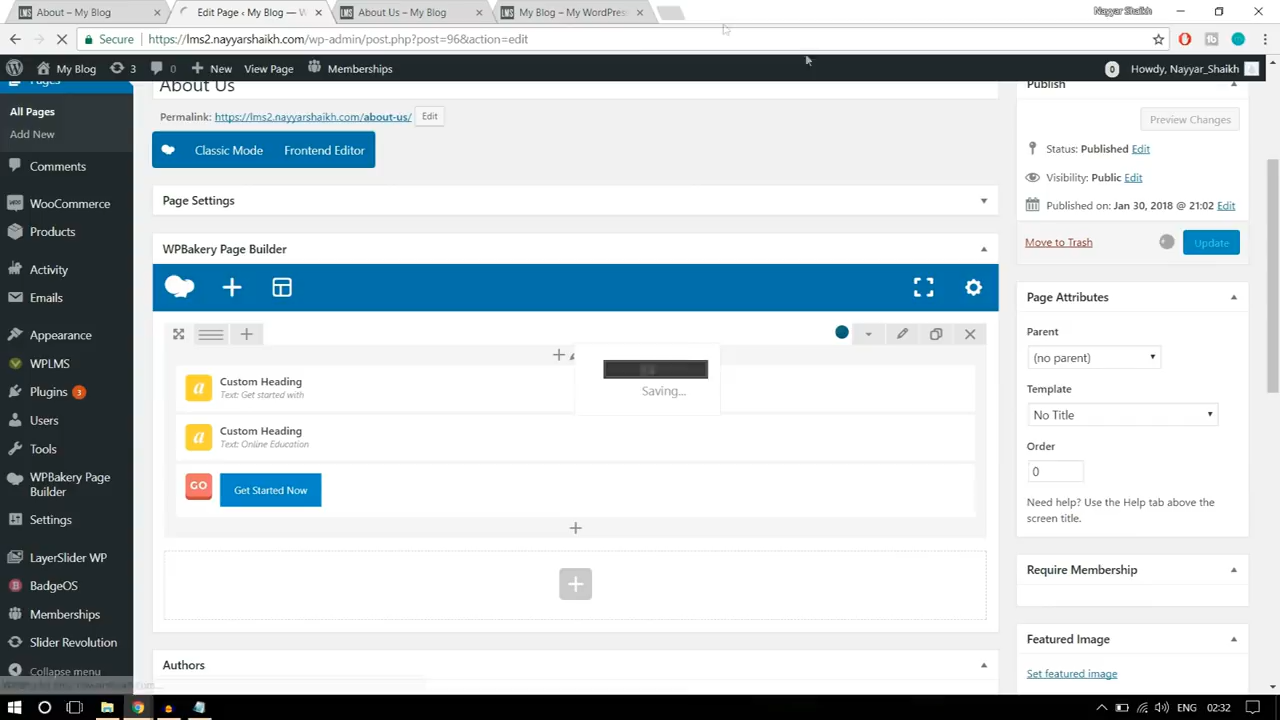 About – My Blog
Edit Page ‹ My Blog —
About Us – My Blog
My Blog – My WordPress
Nayyar Shaikh
Secure
https://lms2.nayyarshaikh.com/wp-admin/post.php?post=96&action=edit
My Blog
3
New
View Page
Memberships
0
Howdy, Nayyar_Shaikh
Pages
All Pages
Add New
Comments
WooCommerce
Products
Activity
Emails
Appearance
WPLMS
Plugins 3
Users
Tools
WPBakery Page
Builder
Settings
LayerSlider WP
BadgeOS
Memberships
Slider Revolution
Collapse menu
About Us
Permalink: https://lms2.nayyarshaikh.com/about-us/ Edit
Classic Mode
Frontend Editor
Page Settings
WPBakery Page Builder
Custom Heading
Text: Get started with
Custom Heading
Text: Online Education
GO
Get Started Now
Saving...
Authors
Publish
Preview Changes
Status: Published Edit
Visibility: Public Edit
Published on: Jan 30, 2018 @ 21:02 Edit
Move to Trash
Update
Page Attributes
Parent
(no parent)
Template
No Title
Order
0
Need help? Use the Help tab above the
screen title.
Require Membership
Featured Image
Set featured image
ENG
02:32